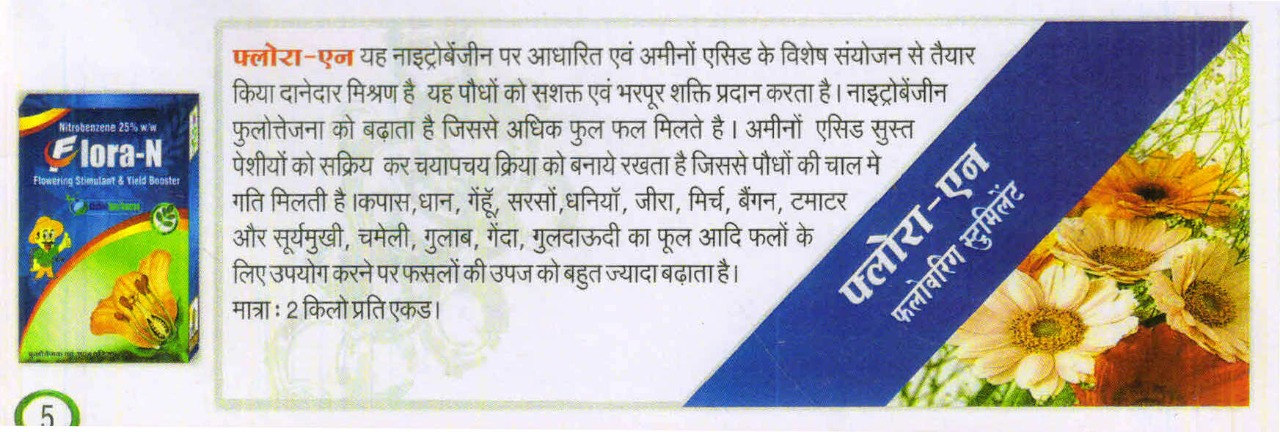 फ्लोरा-एन यह नाइट्रोबेंजीन पर आधारित एवं अमीनों एसिड के विशेष संयोजन से तैयार
किया दानेदार मिश्रण है यह पौधों को सशक्त एवं भरपूर शक्ति प्रदान करता है। नाइट्रोबेंजीन
फुलोत्तेजना को बढ़ाता है जिससे अधिक फुल फल मिलते है। अमीनों एसिड सुस्त
पेशीयों को सक्रिय कर चयापचय क्रिया को बनाये रखता है जिससे पौधों की चाल मे
गति मिलती है।कपास,धान, गेंहूँ, सरसों,धनियाँ, जीरा, मिर्च, बैंगन, टमाटर
और सूर्यमुखी, चमेली, गुलाब, गेंदा, गुलदाऊदी का फूल आदि फलों के
लिए उपयोग करने पर फसलों की उपज को बहुत ज्यादा बढ़ाता है।
मात्रा : 2 किलो प्रति एकड।
Nitrobenzene 25% w/w
Flora-N
Flowering Stimulant & Yield Booster
फ्लोरा-एन
फ्लोवरिंग स्टुमिलेंट
5